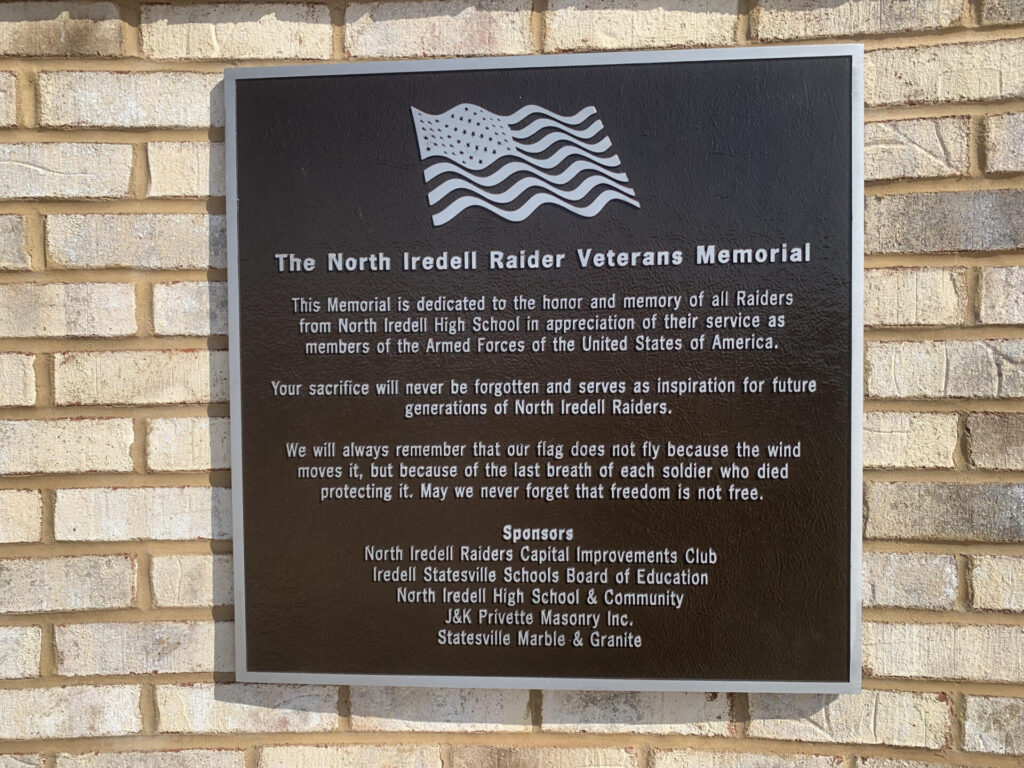 The North Iredell Raider Veterans Memorial
This Memorial is dedicated to the honor and memory of all Raiders
from North Iredell High School in appreciation of their service as
members of the Armed Forces of the United States of America.
Your sacrifice will never be forgotten and serves as inspiration for future
generations of North Iredell Raiders.
We will always remember that our flag does not fly because the wind
moves it, but because of the last breath of each soldier who died
protecting it. May we never forget that freedom is not free.
Sponsors
North Iredell Raiders Capital Improvements Club
Iredell Statesville Schools Board of Education
North Iredell High School & Community
J&K Privette Masonry Inc.
Statesville Marble & Granite